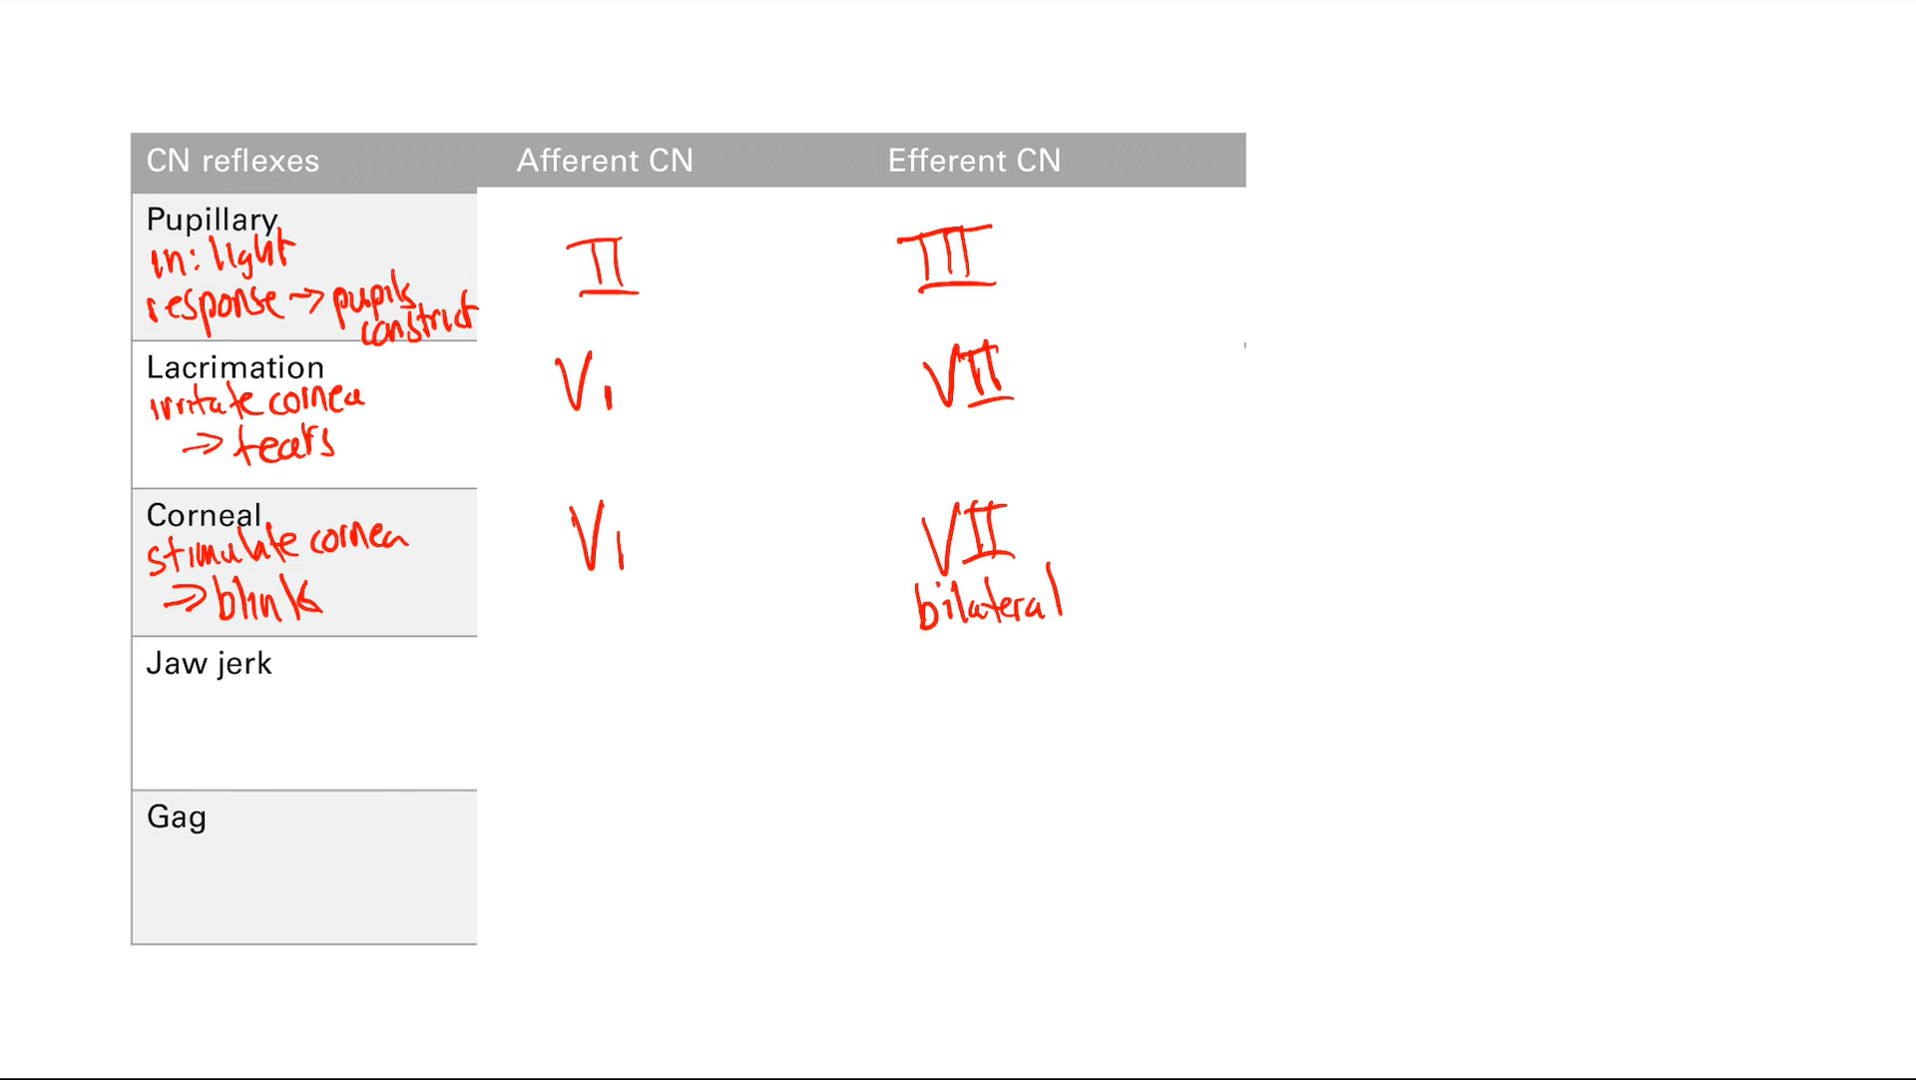 CN reflexes Afferent CN Efferent CN
Pupillary
in: light
response → pupils
constrict
II III
Lacrimation
irritate cornea
→ tears
V1 VII
Corneal
stimulate cornea
→ blink
V1 VII
bilateral
Jaw jerk
Gag